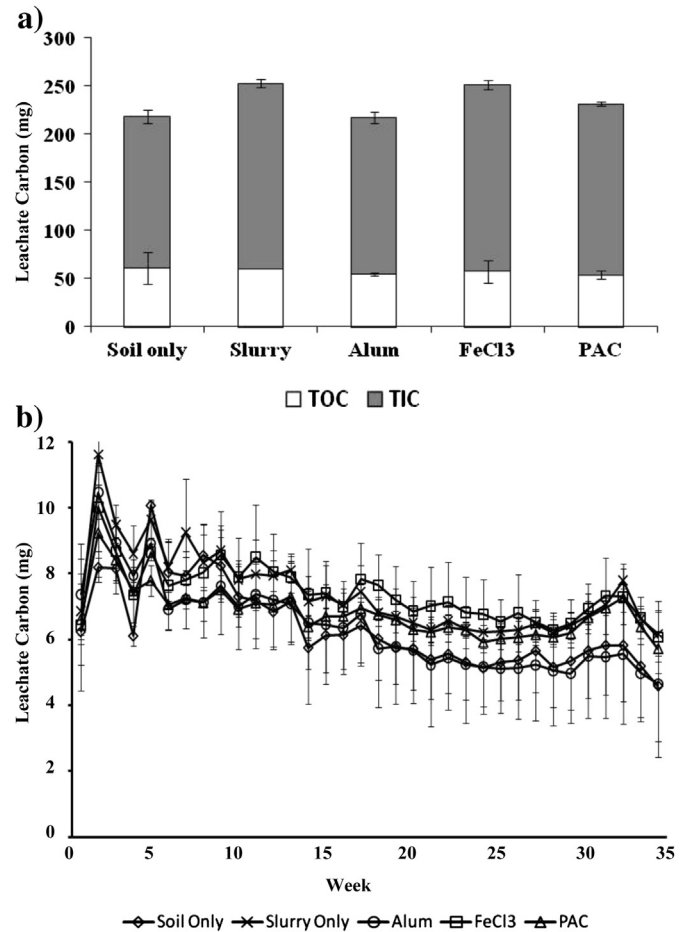 a)
Leachate Carbon (mg)
300
250
200
150
100
50
0
Soil only Slurry Alum FeCl3 PAC
TOC TIC
b)
Leachate Carbon (mg)
12
10
8
6
4
2
0
0 5 10 15 20 25 30 35
Week
Soil Only Slurry Only Alum FeCl3 PAC